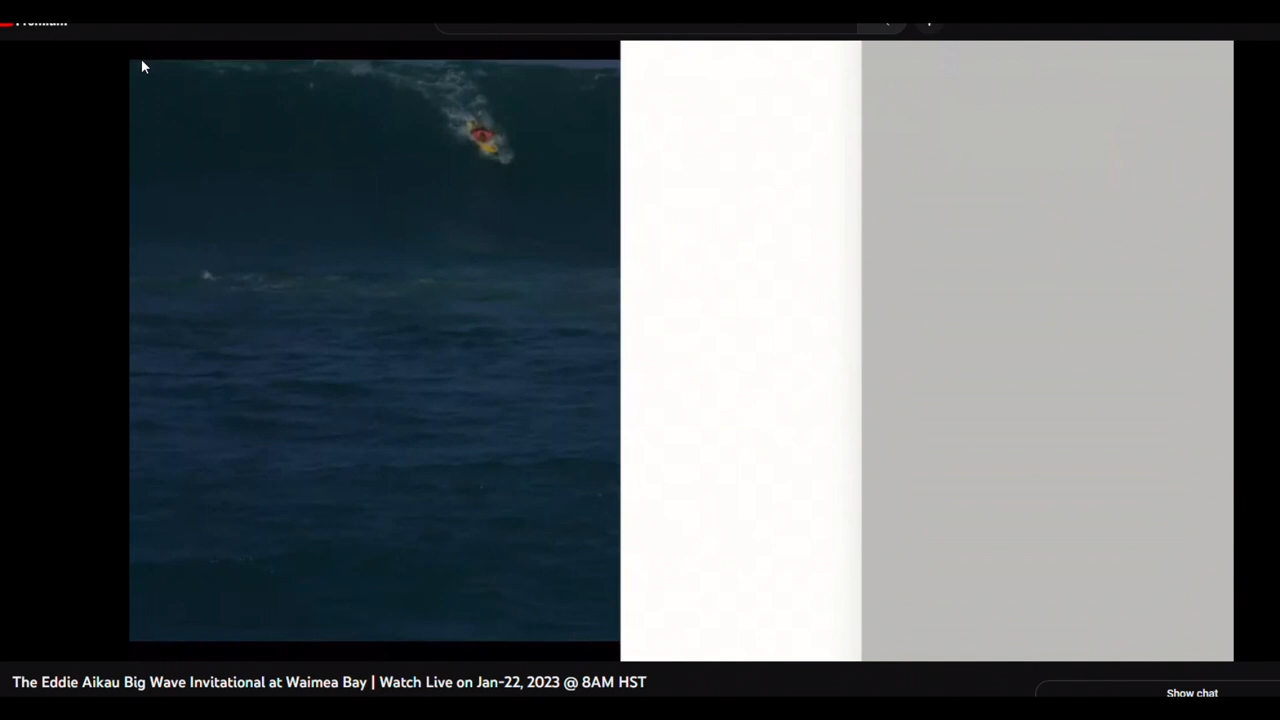 Premium
The Eddie Aikau Big Wave Invitational at Waimea Bay | Watch Live on Jan-22, 2023 @ 8AM HST
Show chat